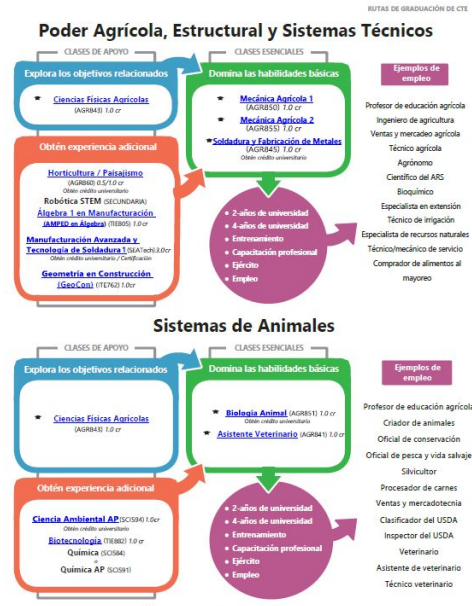 RUTAS DE GRADUACIÓN DE CTE
Poder Agrícola, Estructural y Sistemas Técnicos
CLASES DE APOYO
Explora los objetivos relacionados
Ciencias Físicas Agrícolas
(AGR843) 1.0 cr
Obtén experiencia adicional
Horticultura / Paisajismo
(AGR860) 0.5/1.0 cr
Obtén crédito universitario
Robótica STEM (SECUNDARIA)
Álgebra 1 en Manufacturación
(AMPED en Álgebra) (TIE805) 1.0 cr
Manufacturación Avanzada y
Tecnología de Soldadura 1 (SEATech) 3.0cr
Obtén crédito universitario / Certificación
Geometría en Construcción
(GeoCon) (ITE762) 1.0 cr
CLASES ESENCIALES
Domina las habilidades básicas
Mecánica Agrícola 1
(AGR850) 1.0 cr
Mecánica Agrícola 2
(AGR855) 1.0 cr
Soldadura y Fabricación de Metales
(AGR845) 1.0 cr
Obtén crédito universitario
• 2-años de universidad
• 4-años de universidad
• Entrenamiento
• Capacitación profesional
• Ejército
• Empleo
Ejemplos de
empleo
Profesor de educación agrícola
Ingeniero de agricultura
Ventas y mercadeo agrícola
Técnico agrícola
Agrónomo
Científico del ARS
Bioquímico
Especialista en extensión
Técnico de irrigación
Especialista de recursos naturales
Técnico/mecánico de servicio
Comprador de alimentos al
mayoreo
Sistemas de Animales
CLASES DE APOYO
Explora los objetivos relacionados
Ciencias Físicas Agrícolas
(AGR843) 1.0 cr
Obtén experiencia adicional
Ciencia Ambiental AP (SCI594) 1.0cr
Obtén crédito universitario
Biotecnología (TIE882) 1.0 cr
Química (SCI584)
o
Química AP (SCI591)
CLASES ESENCIALES
Domina las habilidades básicas
Biología Animal (AGR851) 1.0 cr
Obtén crédito universitario
Asistente Veterinario (AGR841) 1.0 cr
• 2-años de universidad
• 4-años de universidad
• Entrenamiento
• Capacitación profesional
• Ejército
• Empleo
Ejemplos de
empleo
Profesor de educación agrícola
Criador de animales
Oficial de conservación
Oficial de pesca y vida salvaje
Silvicultor
Procesador de carnes
Ventas y mercadotecnia
Clasificador del USDA
Inspector del USDA
Veterinario
Asistente de veterinario
Técnico veterinario